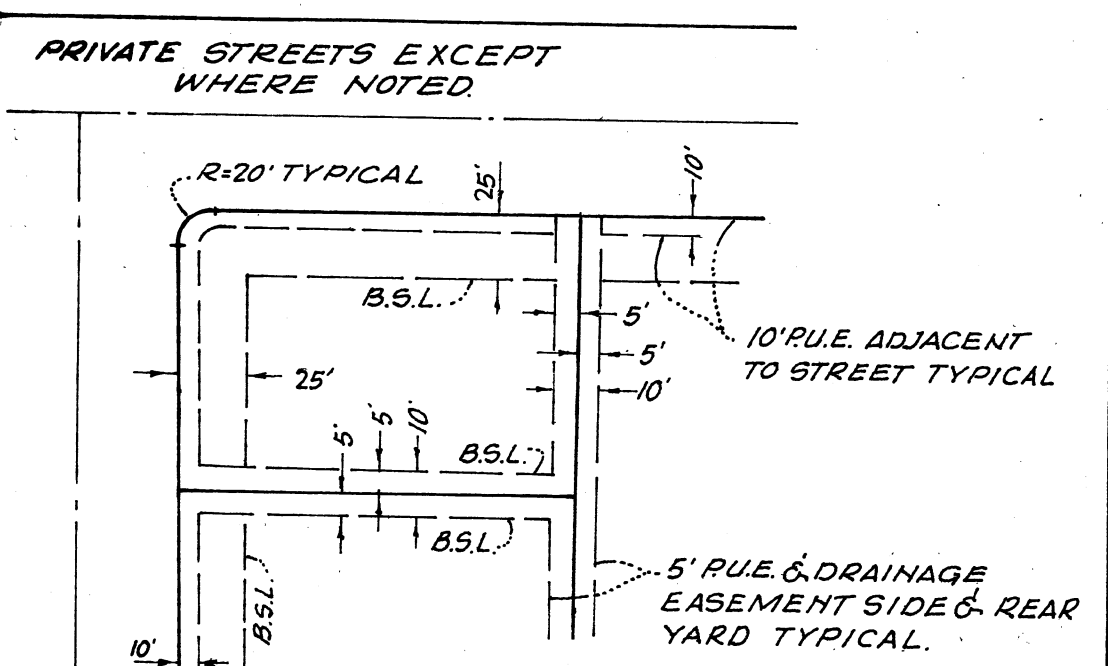 PRIVATE STREETS EXCEPT
WHERE NOTED.
R=20' TYPICAL
25'
10'
B.S.L.
5'
10' P.U.E. ADJACENT
TO STREET TYPICAL
5'
10'
25'
5'
5'
10'
B.S.L.
B.S.L.
B.S.L.
5' P.U.E. & DRAINAGE
EASEMENT SIDE & REAR
YARD TYPICAL.
10'